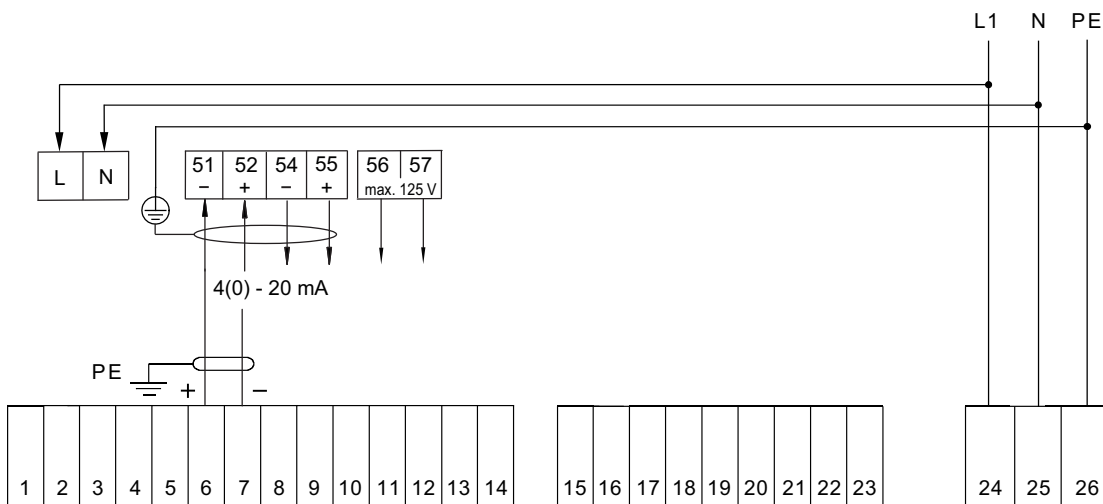 L1 N PE
L N
51 52 54 55 56 57
− + − + max. 125 V
4(0) - 20 mA
PE
+ −
1 2 3 4 5 6 7 8 9 10 11 12 13 14 15 16 17 18 19 20 21 22 23 24 25 26